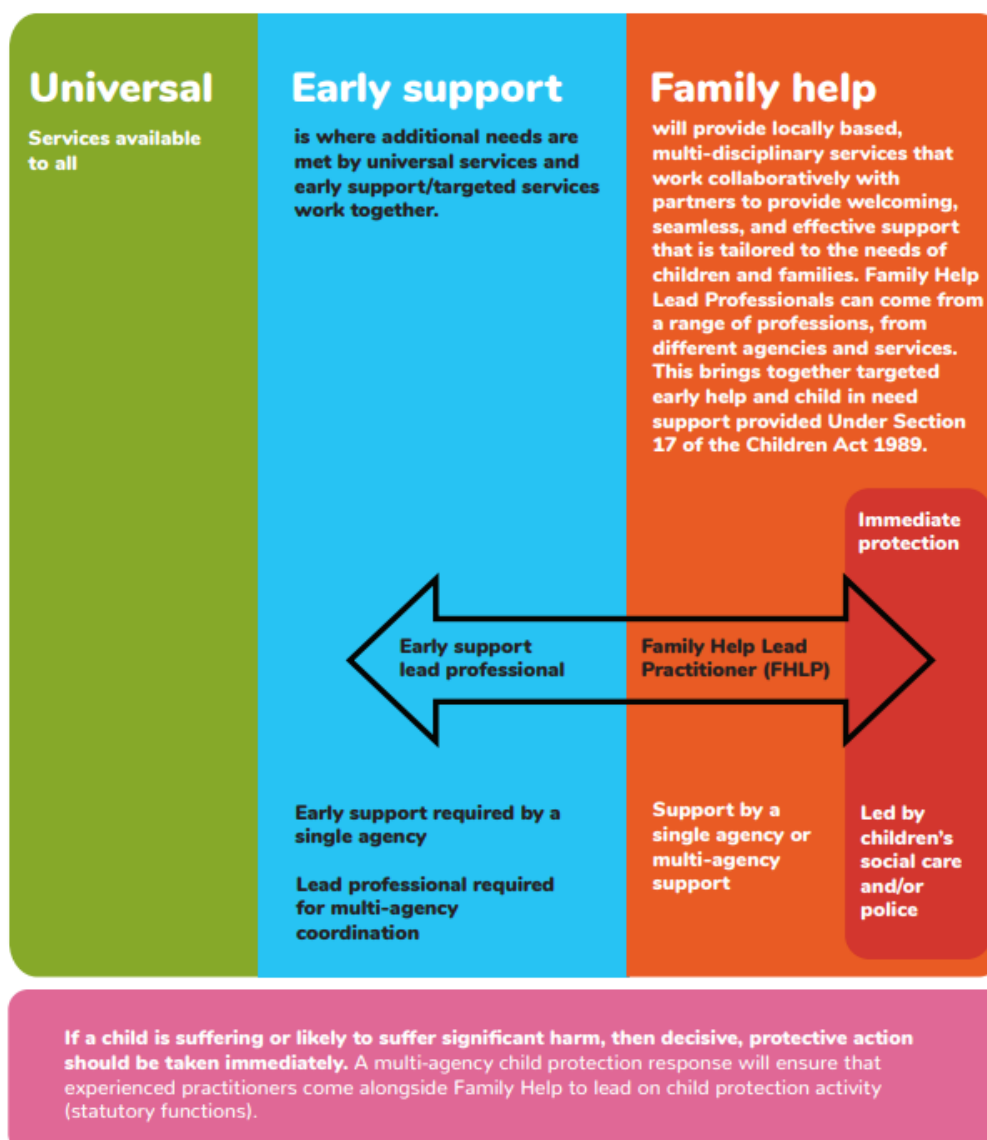 Universal
Services available
to all
Early support
is where additional needs are
met by universal services and
early support/targeted services
work together.
Family help
will provide locally based,
multi-disciplinary services that
work collaboratively with
partners to provide welcoming,
seamless, and effective support
that is tailored to the needs of
children and families. Family Help
Lead Professionals can come from
a range of professions, from
different agencies and services.
This brings together targeted
early help and child in need
support provided Under Section
17 of the Children Act 1989.
Immediate
protection
Early support
lead professional
Family Help Lead
Practitioner (FHLP)
Early support required by a
single agency
Lead professional required
for multi-agency
coordination
Support by a
single agency or
multi-agency
support
Led by
children's
social care
and/or
police
If a child is suffering or likely to suffer significant harm, then decisive, protective action
should be taken immediately. A multi-agency child protection response will ensure that
experienced practitioners come alongside Family Help to lead on child protection activity
(statutory functions).